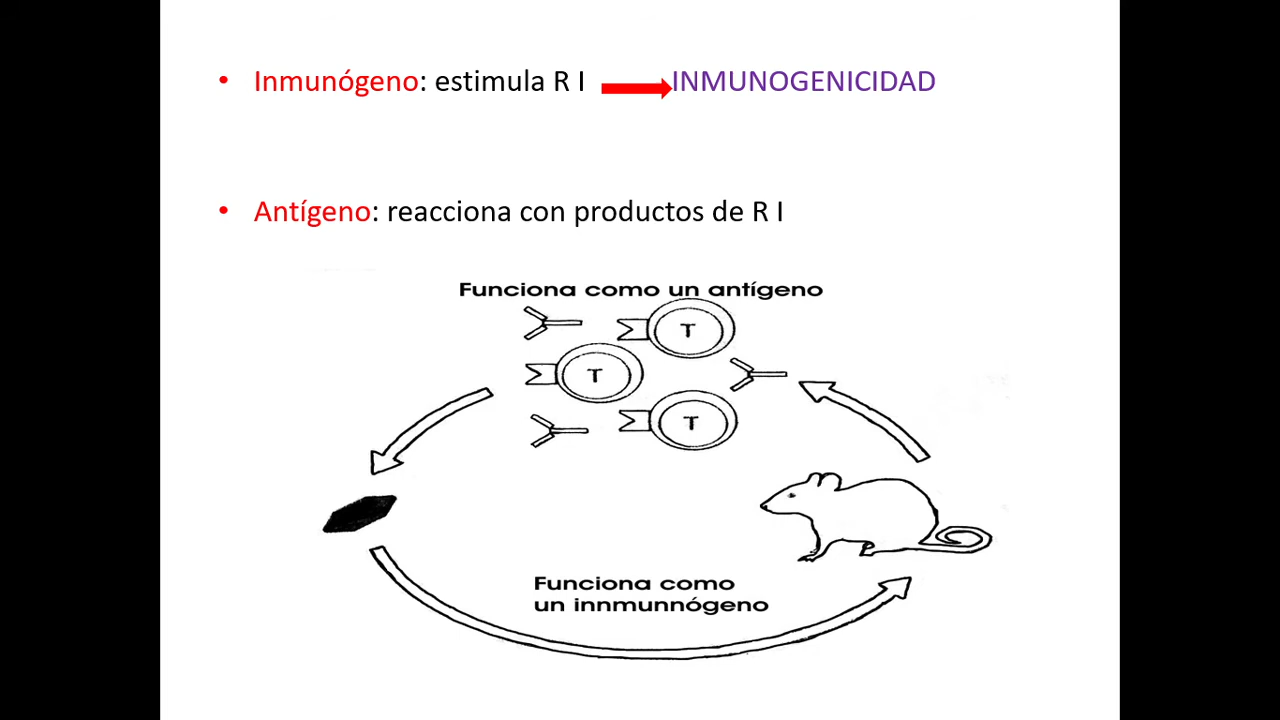 • Inmunógeno: estimula R I INMUNOGENICIDAD
• Antígeno: reacciona con productos de R I
Funciona como un antígeno
T
T
T
Funciona como
un innmunnógeno